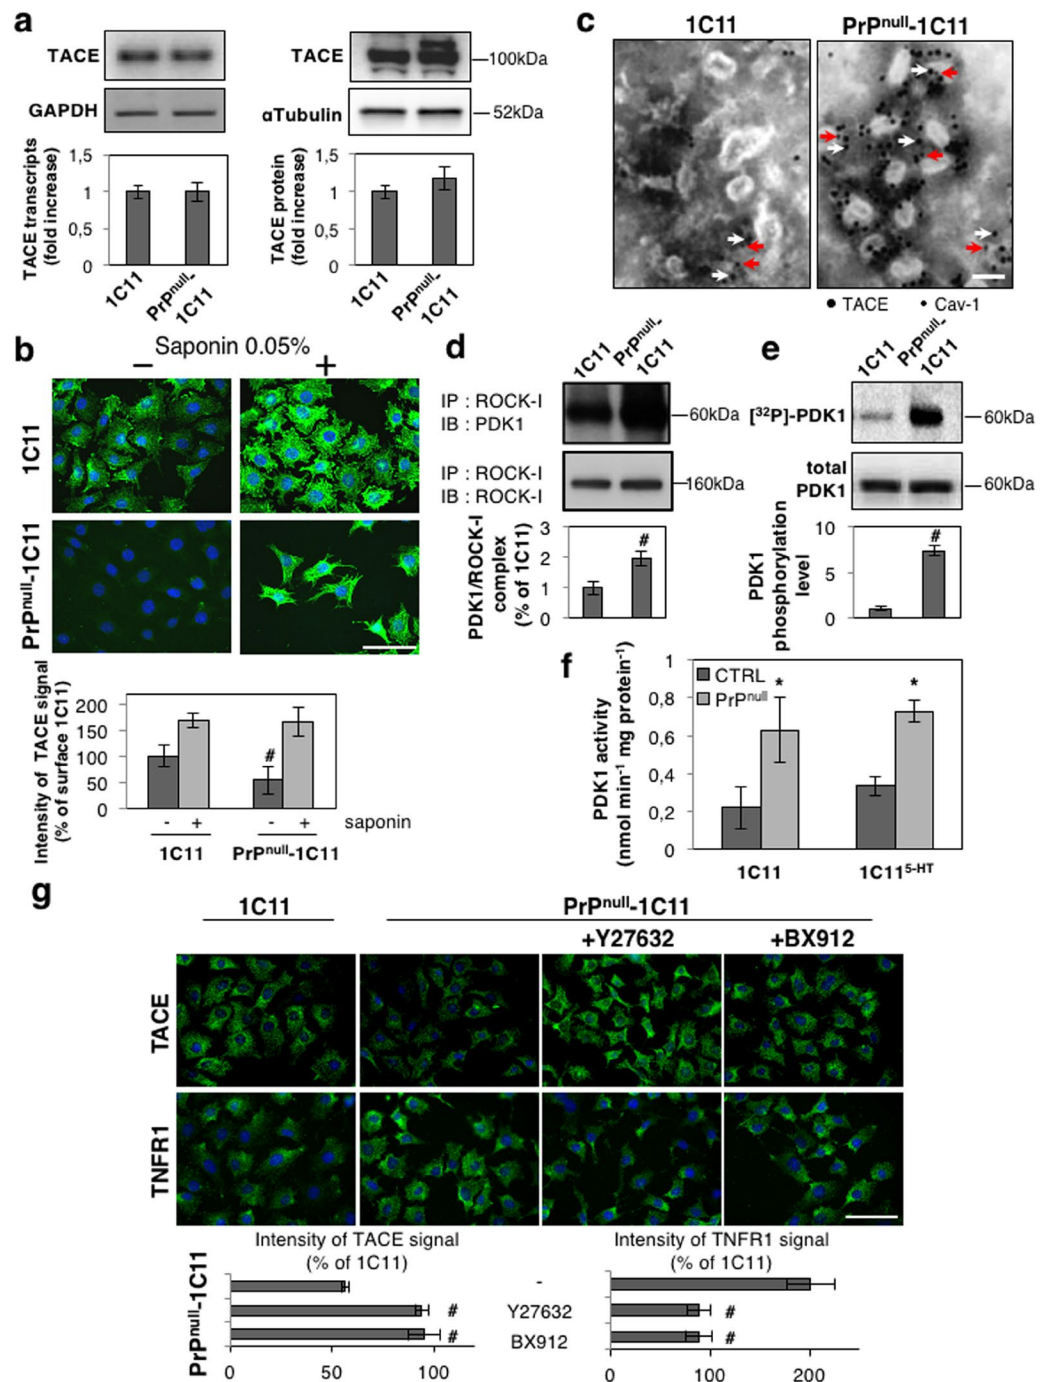 a
TACE
GAPDH
TACE transcripts
(fold increase)
1,5
1
0,5
0
1C11
PrPnull-
1C11
TACE
100kDa
αTubulin
52kDa
TACE protein
(fold increase)
1,5
1
0,5
0
1C11
PrPnull-
1C11
c
1C11
PrPnull-1C11
● TACE • Cav-1
b
Saponin 0.05%
− +
1C11
PrPnull-1C11
Intensity of TACE signal
(% of surface 1C11)
200
150
100
50
0
#
- + - + saponin
1C11 PrPnull-1C11
d
1C11
PrPnull-
1C11
IP : ROCK-I
IB : PDK1
60kDa
IP : ROCK-I
IB : ROCK-I
160kDa
PDK1/ROCK-I
complex
(% of 1C11)
3
2
1
0
#
e
1C11
PrPnull-
1C11
[32P]-PDK1
60kDa
total
PDK1
60kDa
PDK1
phosphorylation
level
10
5
0
#
f
PDK1 activity
(nmol min-1 mg protein-1)
1
0,8
0,6
0,4
0,2
0
CTRL
PrPnull
* *
1C11 1C115-HT
g
1C11 PrPnull-1C11
+Y27632 +BX912
TACE
TNFR1
Intensity of TACE signal
(% of 1C11)
Intensity of TNFR1 signal
(% of 1C11)
PrPnull-1C11
-
# Y27632 #
# BX912 #
0 50 100
0 100 200